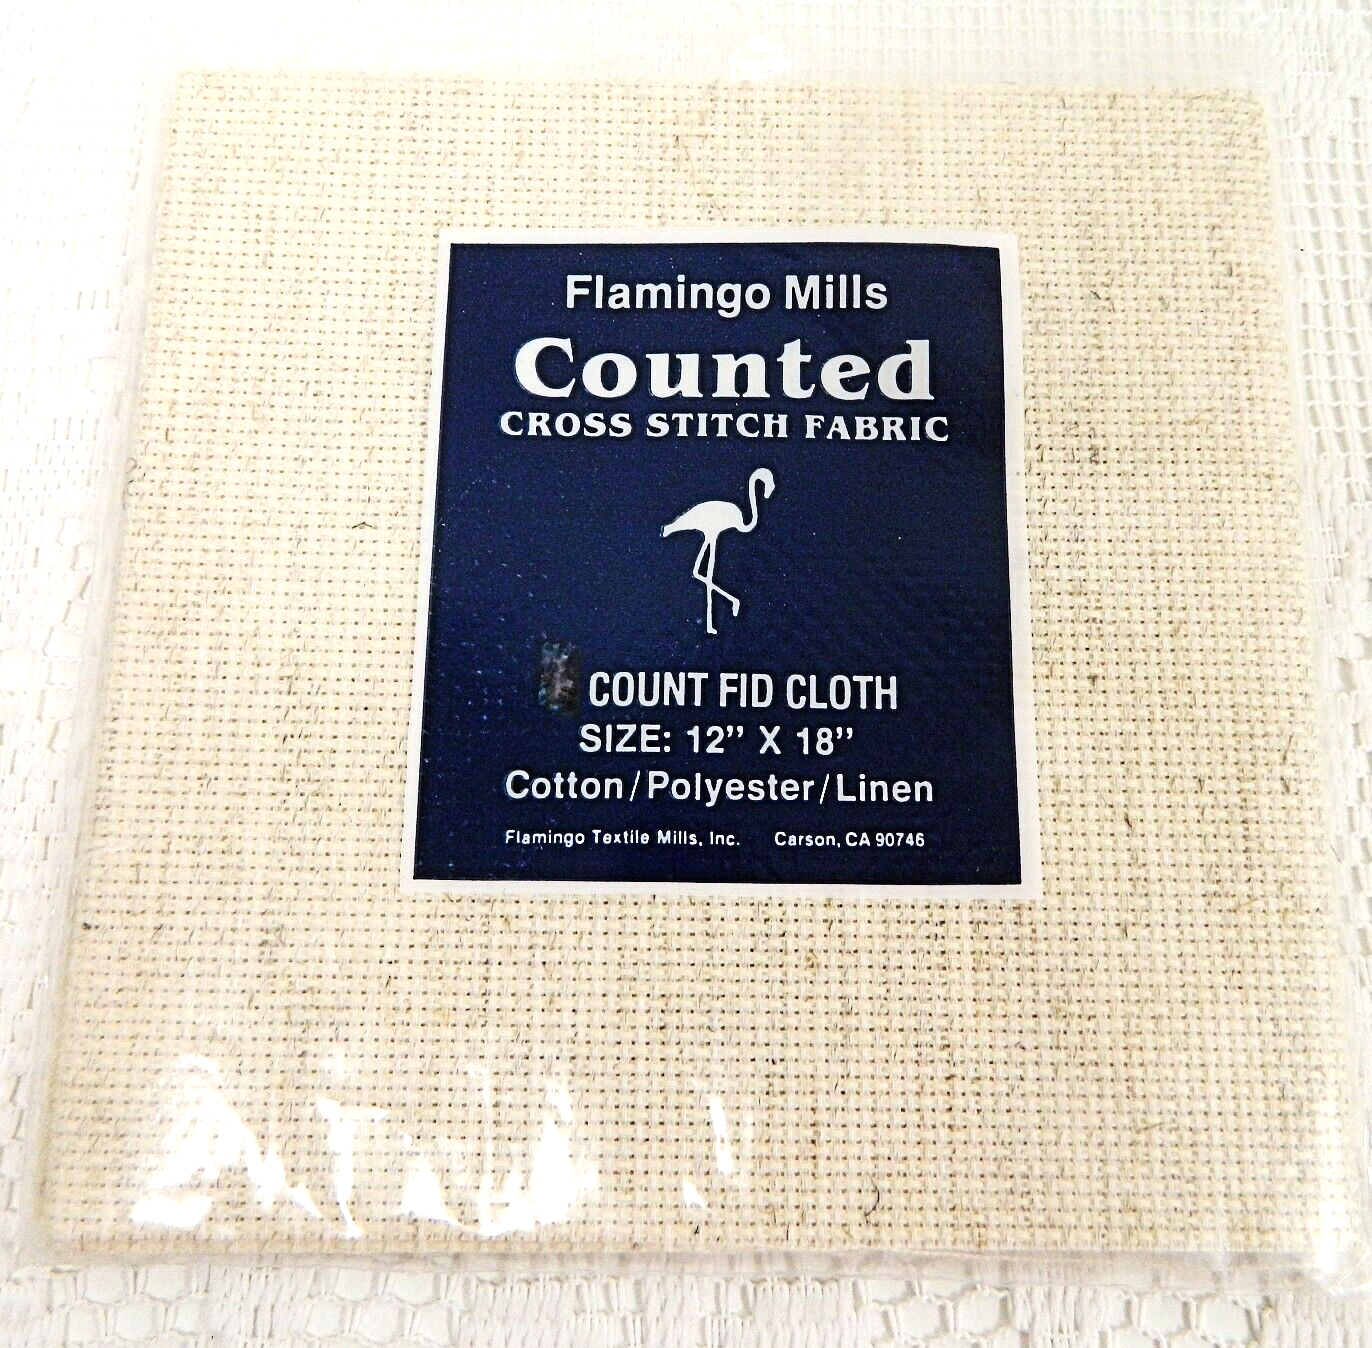 Flamingo Mills
Counted
CROSS STITCH FABRIC
COUNT FID CLOTH
SIZE: 12” X 18”
Cotton/Polyester/Linen
Flamingo Textile Mills, Inc. Carson, CA 90746